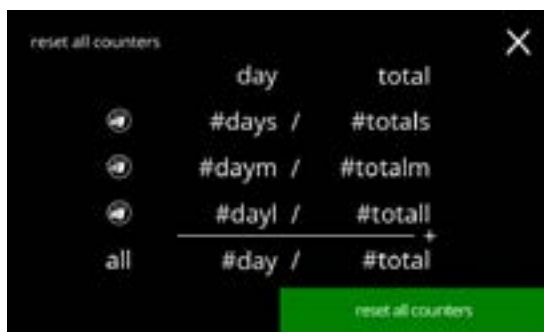 reset all counters
day total
#days / #totals
#daym / #totalm
#dayl / #totall
+
all #day / #total
reset all counters